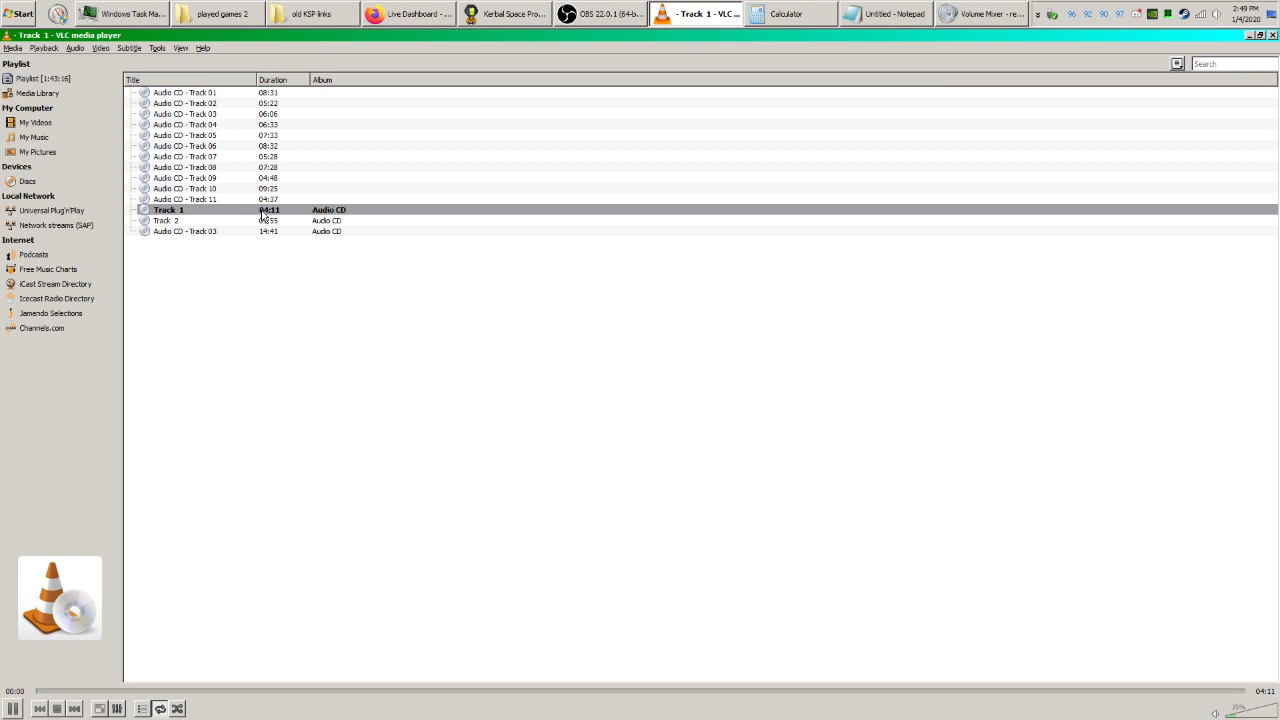 Start
Windows Task Ma...
played games 2
old KSP links
Live Dashboard - ...
Kerbal Space Pro...
OBS 22.0.1 (64-b...
- Track 1 - VLC ...
Calculator
Untitled - Notepad
Volume Mixer - re...
96 92 90 97
2:49 PM
1/4/2020
- Track 1 - VLC media player
Media Playback Audio Video Subtitle Tools View Help
Playlist
Search
Playlist [1:43:16]
Media Library
My Computer
My Videos
My Music
My Pictures
Devices
Discs
Local Network
Universal Plug'n'Play
Network streams (SAP)
Internet
Podcasts
Free Music Charts
iCast Stream Directory
Icecast Radio Directory
Jamendo Selections
Channels.com
Title Duration Album
Audio CD - Track 01 08:31
Audio CD - Track 02 05:22
Audio CD - Track 03 06:06
Audio CD - Track 04 06:33
Audio CD - Track 05 07:33
Audio CD - Track 06 08:32
Audio CD - Track 07 05:28
Audio CD - Track 08 07:28
Audio CD - Track 09 04:48
Audio CD - Track 10 09:25
Audio CD - Track 11 04:37
Track 1 04:11 Audio CD
Track 2 Audio CD
Audio CD - Track 03 14:41 Audio CD
00:00
04:11
29%